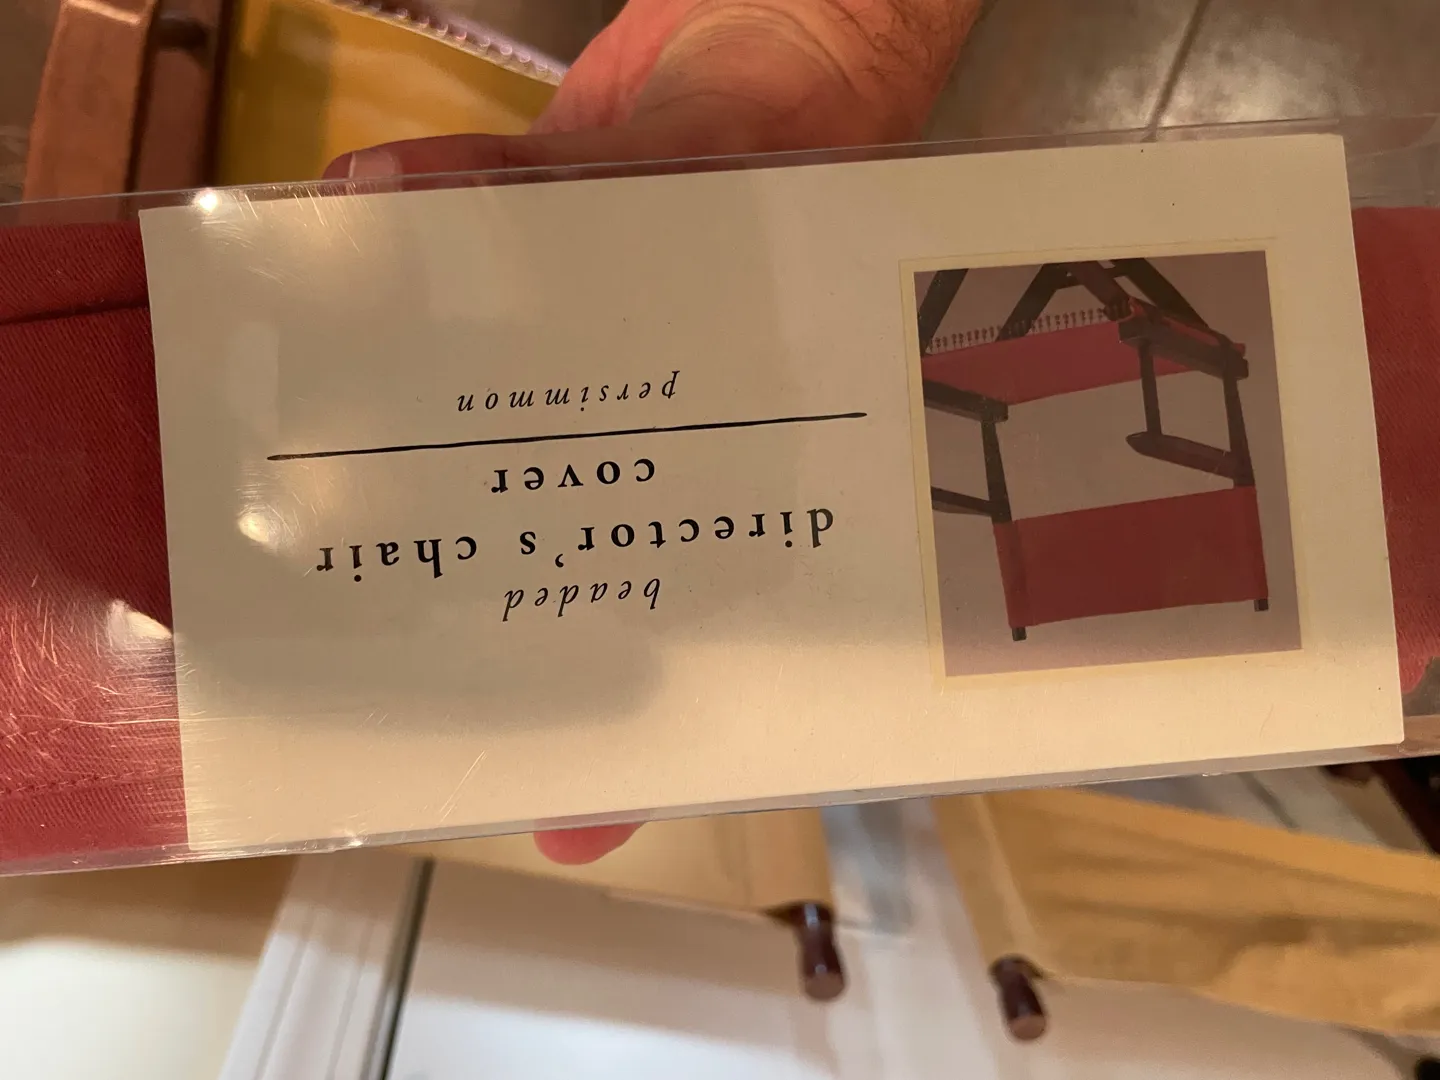 beaded
director's chair
cover
persimmon